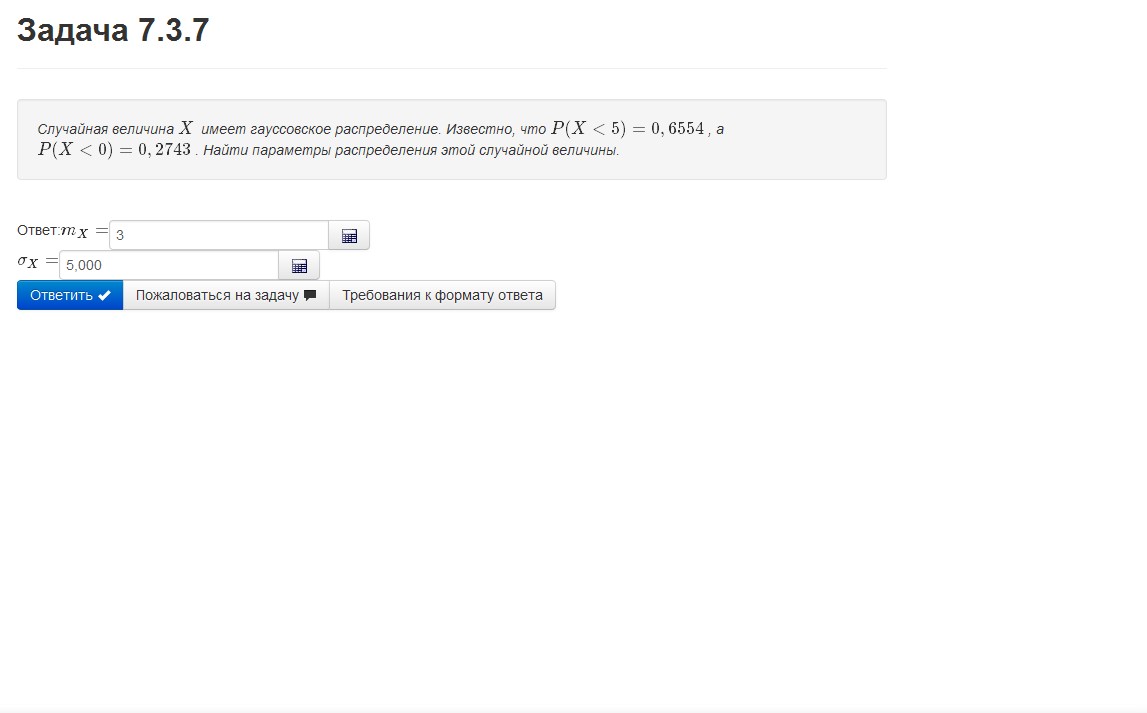 Задача 7.3.7
Случайная величина X имеет гауссовское распределение. Известно, что P(X < 5) = 0, 6554 , а
P(X < 0) = 0, 2743 . Найти параметры распределения этой случайной величины.
Ответ:m_X = 3
σ_X = 5,000
Ответить Пожаловаться на задачу Требования к формату ответа